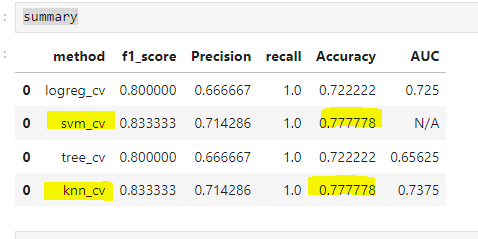 summary
method f1_score Precision recall Accuracy AUC
0 logreg_cv 0.800000 0.666667 1.0 0.722222 0.725
0 svm_cv 0.833333 0.714286 1.0 0.777778 N/A
0 tree_cv 0.800000 0.666667 1.0 0.722222 0.65625
0 knn_cv 0.833333 0.714286 1.0 0.777778 0.7375